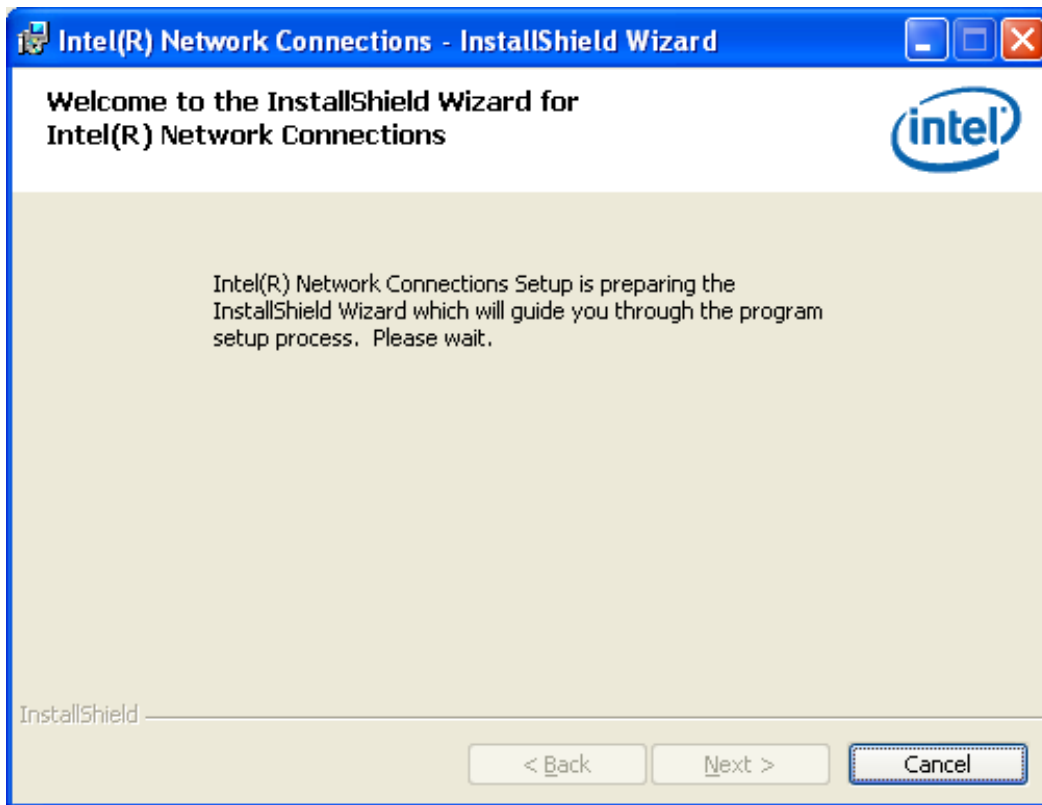 Intel(R) Network Connections - InstallShield Wizard
Welcome to the InstallShield Wizard for
Intel(R) Network Connections
intel
Intel(R) Network Connections Setup is preparing the
InstallShield Wizard which will guide you through the program
setup process.  Please wait.
InstallShield
< Back
Next >
Cancel